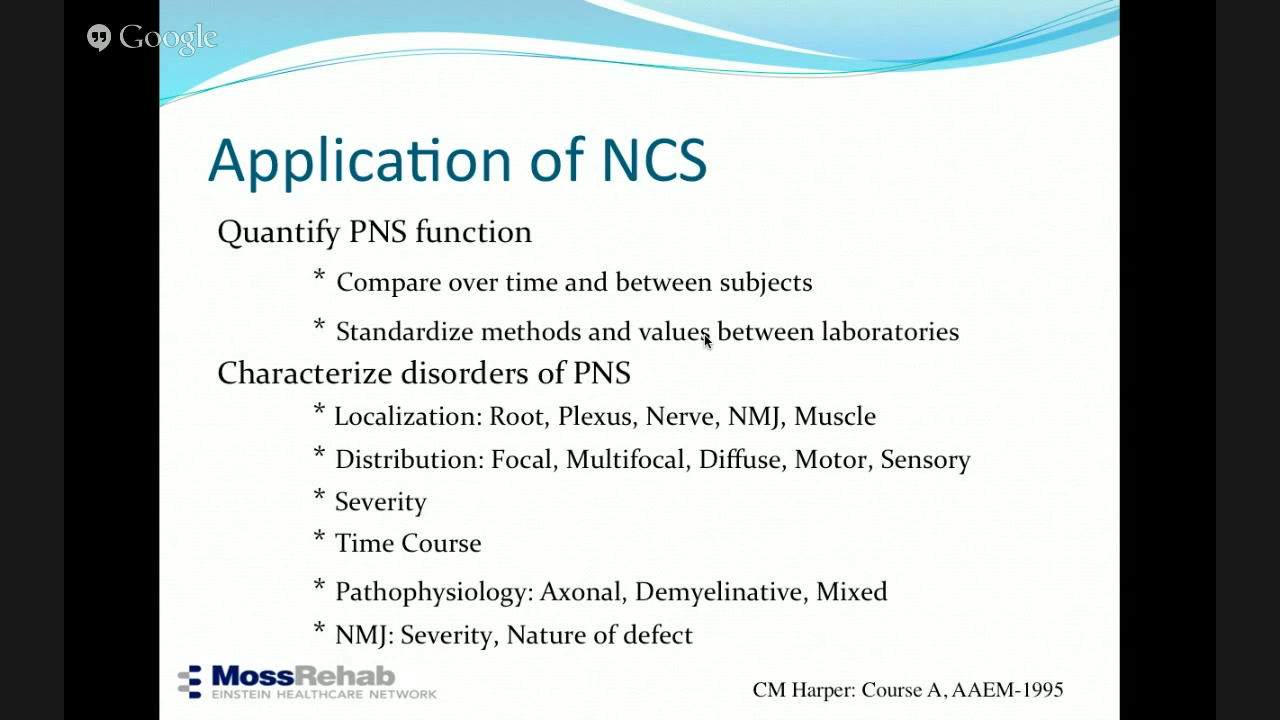 Google
Application of NCS
Quantify PNS function
* Compare over time and between subjects
* Standardize methods and values between laboratories
Characterize disorders of PNS
* Localization: Root, Plexus, Nerve, NMJ, Muscle
* Distribution: Focal, Multifocal, Diffuse, Motor, Sensory
* Severity
* Time Course
* Pathophysiology: Axonal, Demyelinative, Mixed
* NMJ: Severity, Nature of defect
MossRehab
EINSTEIN HEALTHCARE NETWORK
CM Harper: Course A, AAEM-1995